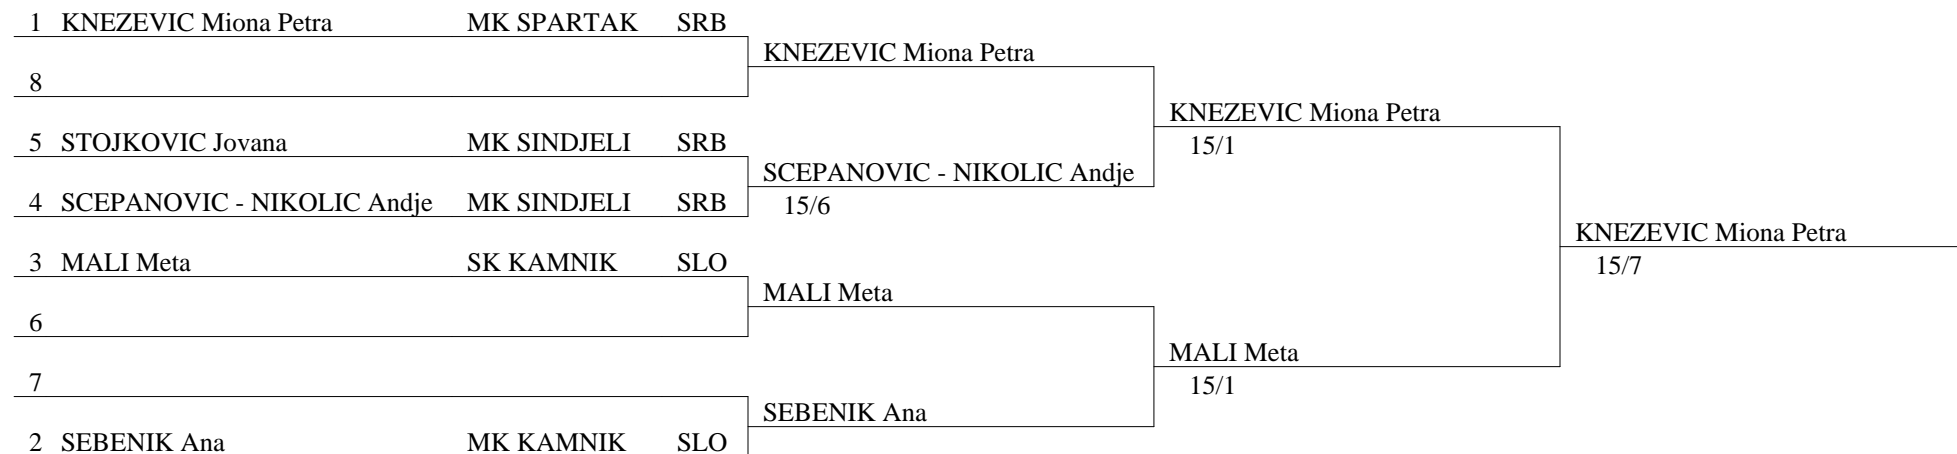 1 KNEZEVIC Miona Petra MK SPARTAK SRB
KNEZEVIC Miona Petra
8
KNEZEVIC Miona Petra
15/1
5 STOJKOVIC Jovana MK SINDJELI SRB
SCEPANOVIC - NIKOLIC Andje
15/6
4 SCEPANOVIC - NIKOLIC Andje MK SINDJELI SRB
KNEZEVIC Miona Petra
15/7
3 MALI Meta SK KAMNIK SLO
MALI Meta
6
MALI Meta
15/1
7
SEBENIK Ana
2 SEBENIK Ana MK KAMNIK SLO